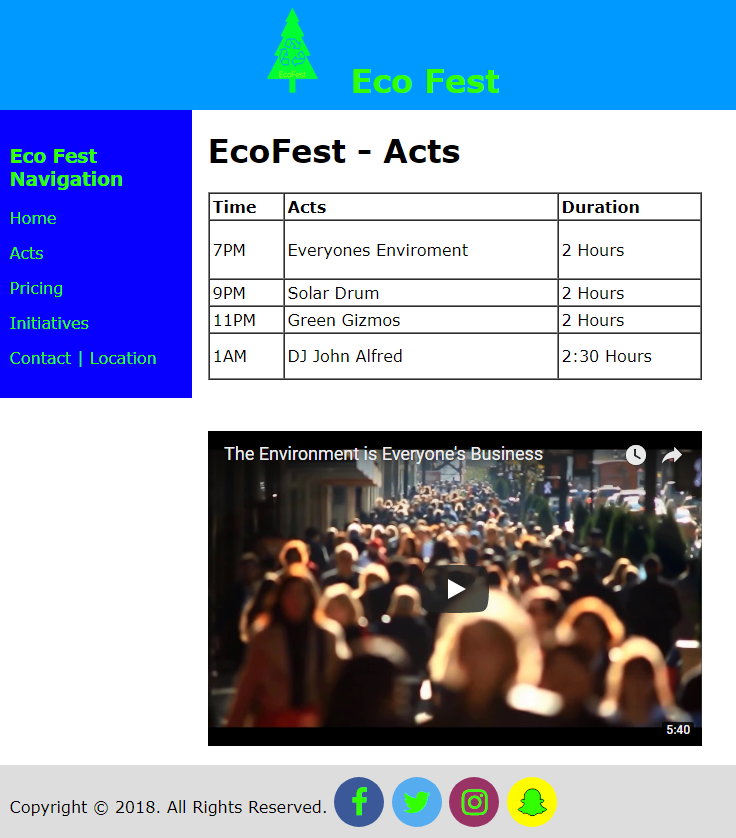 EcoFest
Eco Fest
Eco Fest
Navigation
Home
Acts
Pricing
Initiatives
Contact | Location
EcoFest - Acts
Time Acts Duration
7PM Everyones Enviroment 2 Hours
9PM Solar Drum 2 Hours
11PM Green Gizmos 2 Hours
1AM DJ John Alfred 2:30 Hours
The Environment is Everyone's Business
5:40
Copyright © 2018. All Rights Reserved.